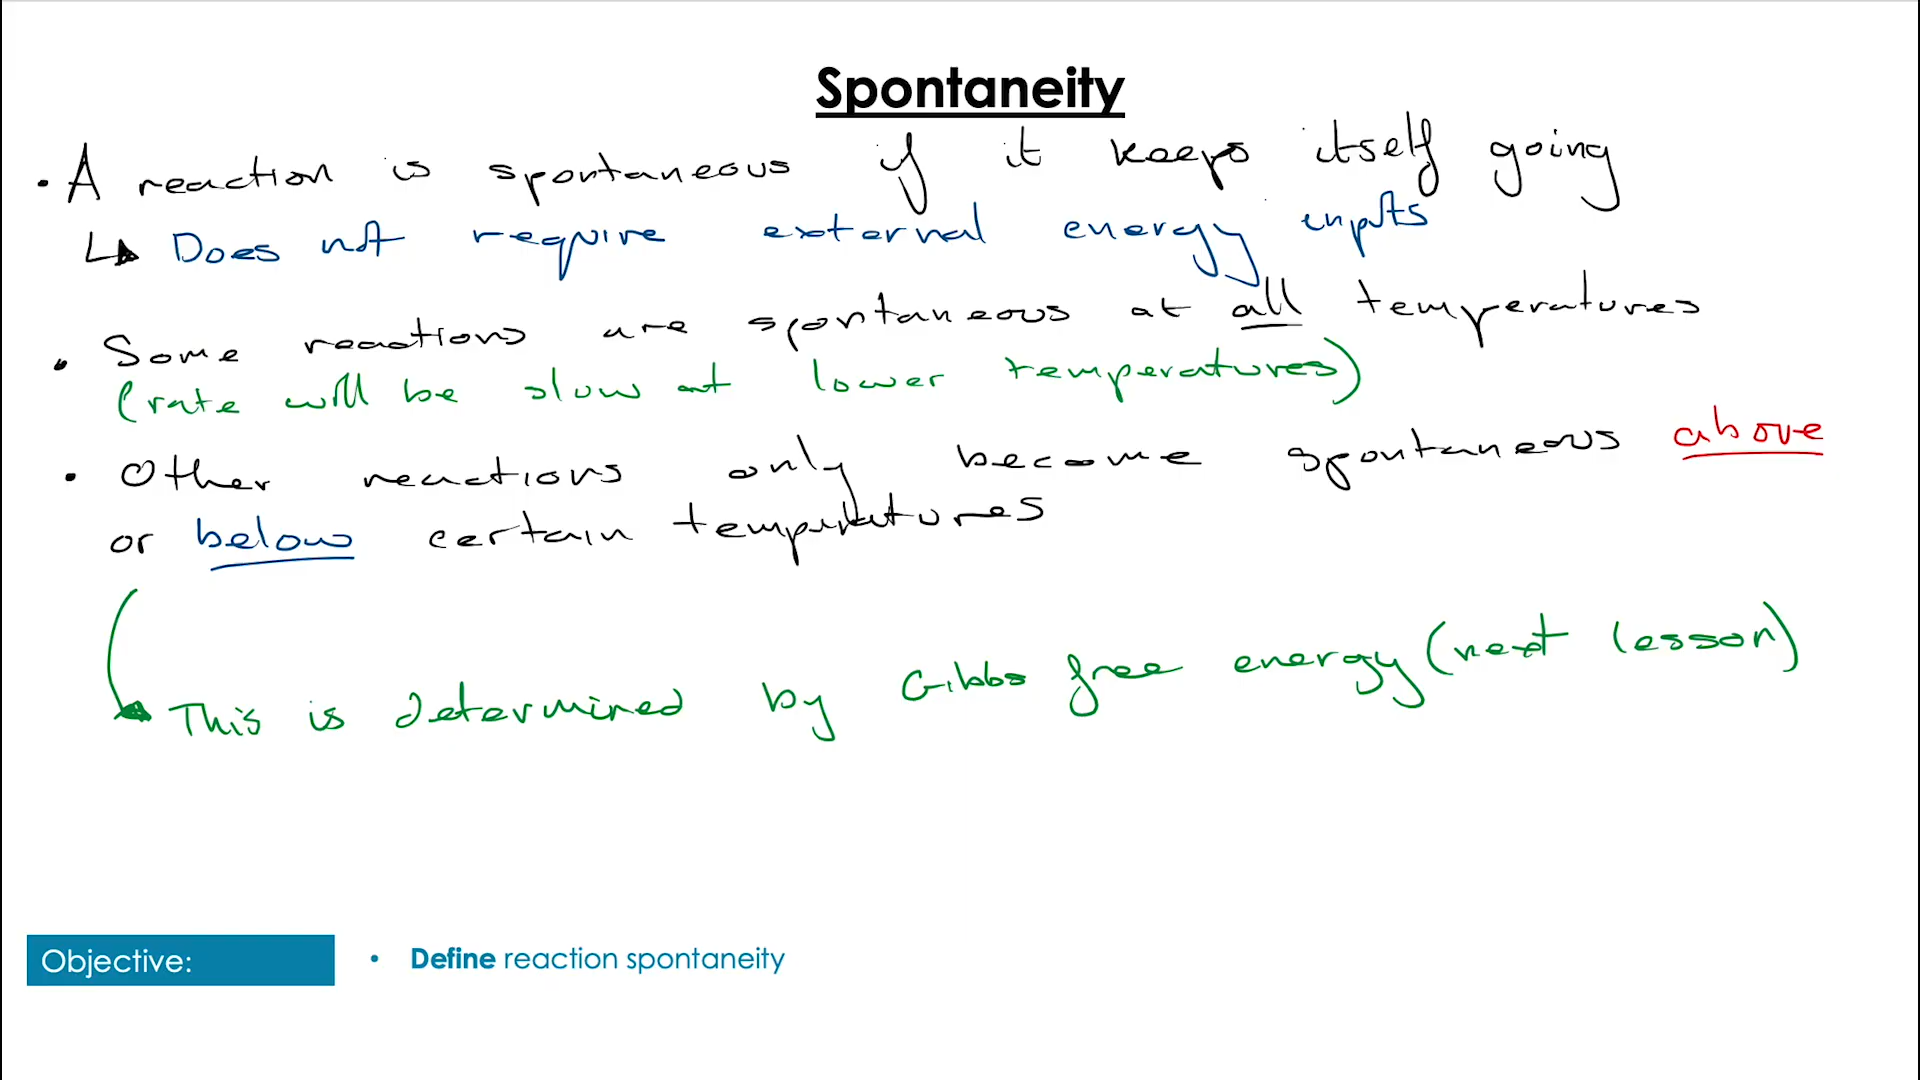 Spontaneity
• A reaction is spontaneous if it keeps itself going
↳ Does not require external energy inputs
• Some reactions are spontaneous at all temperatures
(rate will be slow at lower temperatures)
• Other reactions only become spontaneous above
or below certain temperatures
This is determined by Gibbs free energy (next lesson)
Objective:
• Define reaction spontaneity